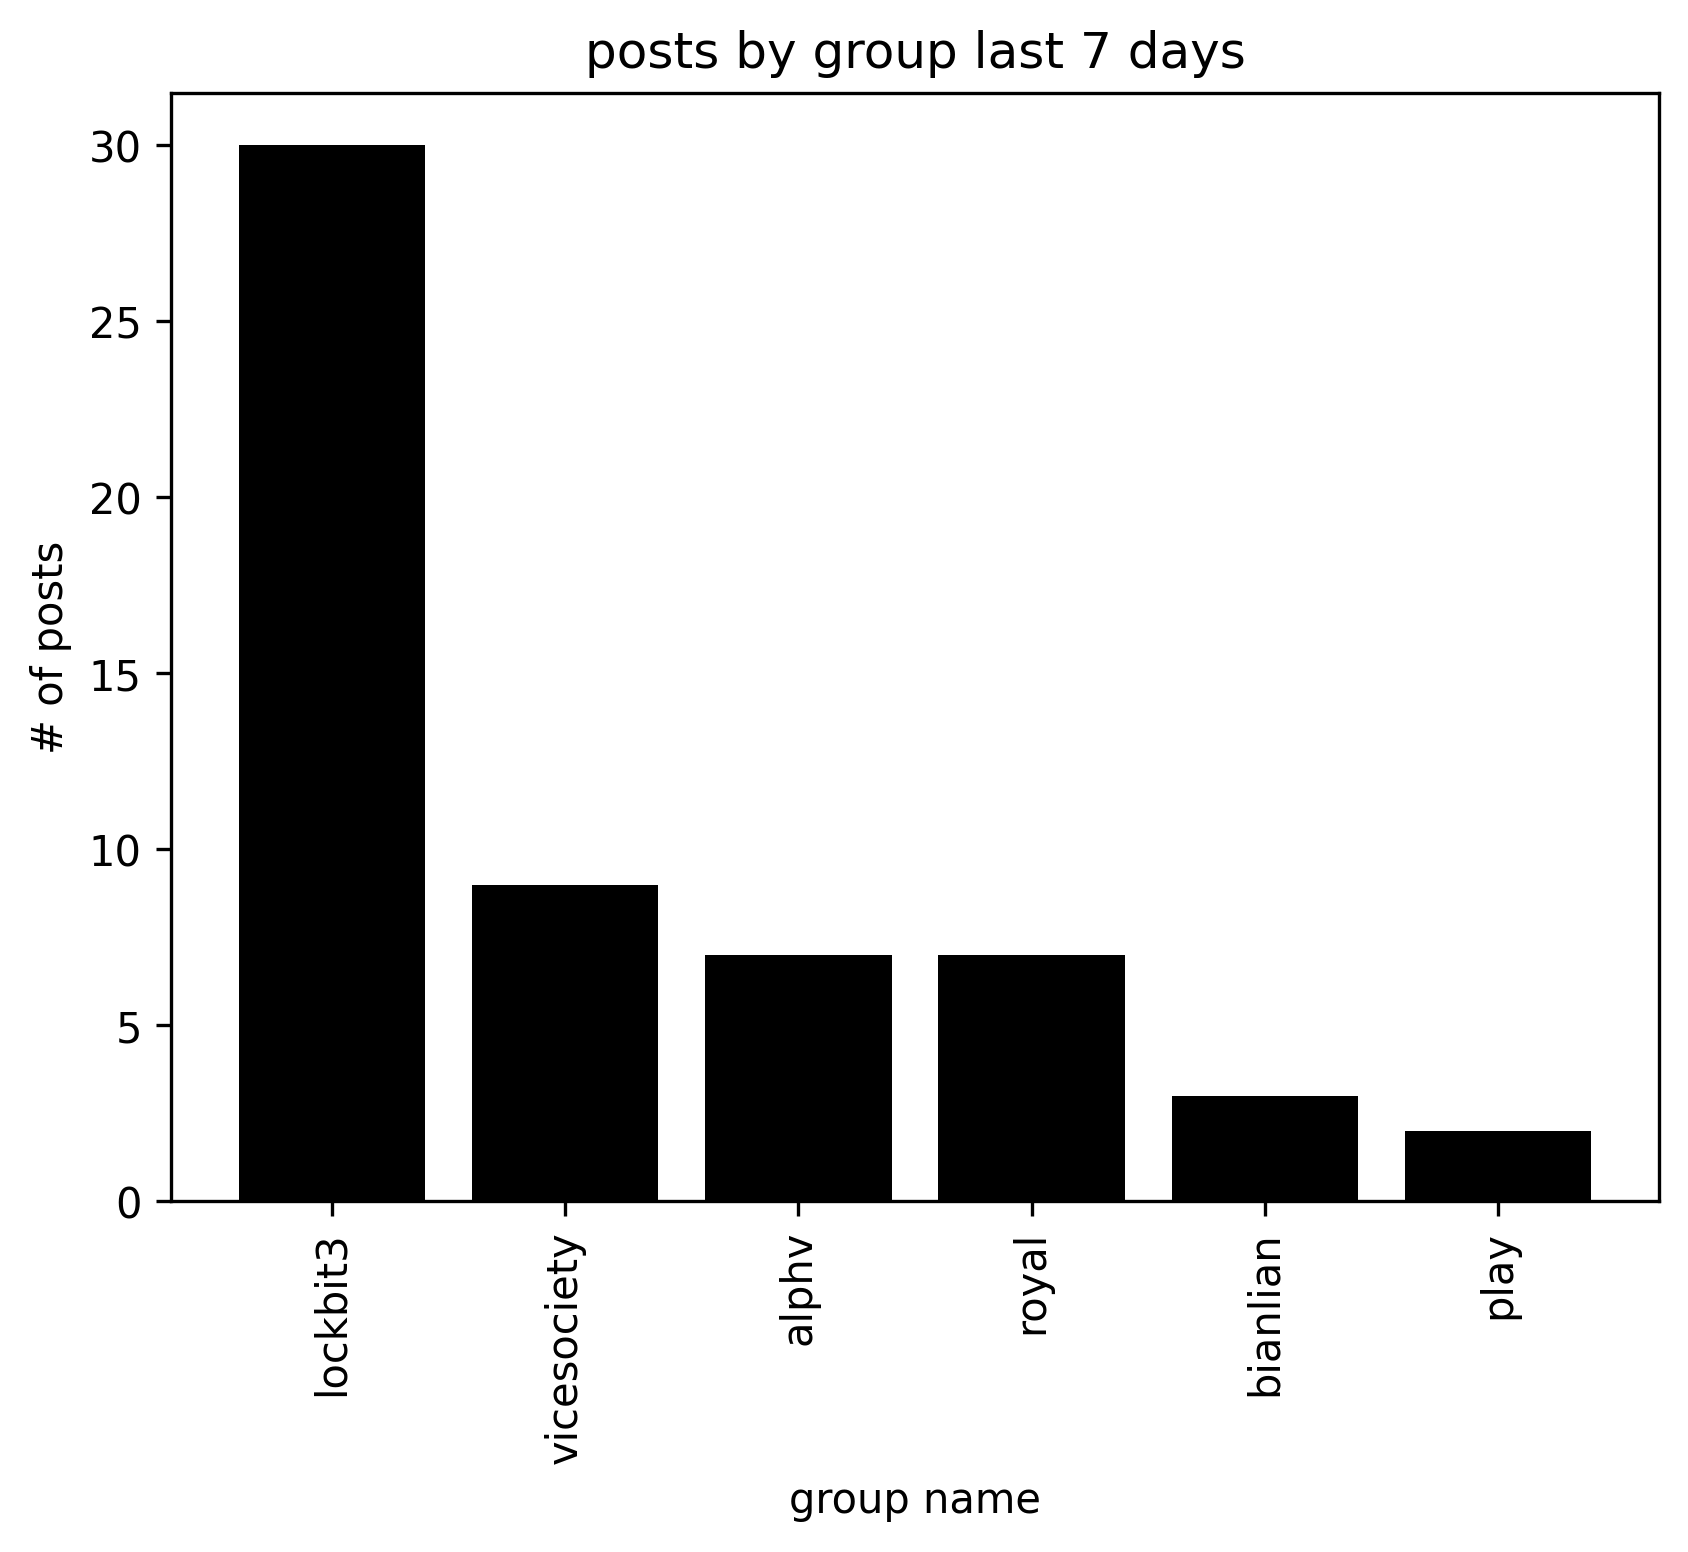 posts by group last 7 days
# of posts
30
25
20
15
10
5
0
lockbit3
vicesociety
alphv
royal
bianlian
play
group name